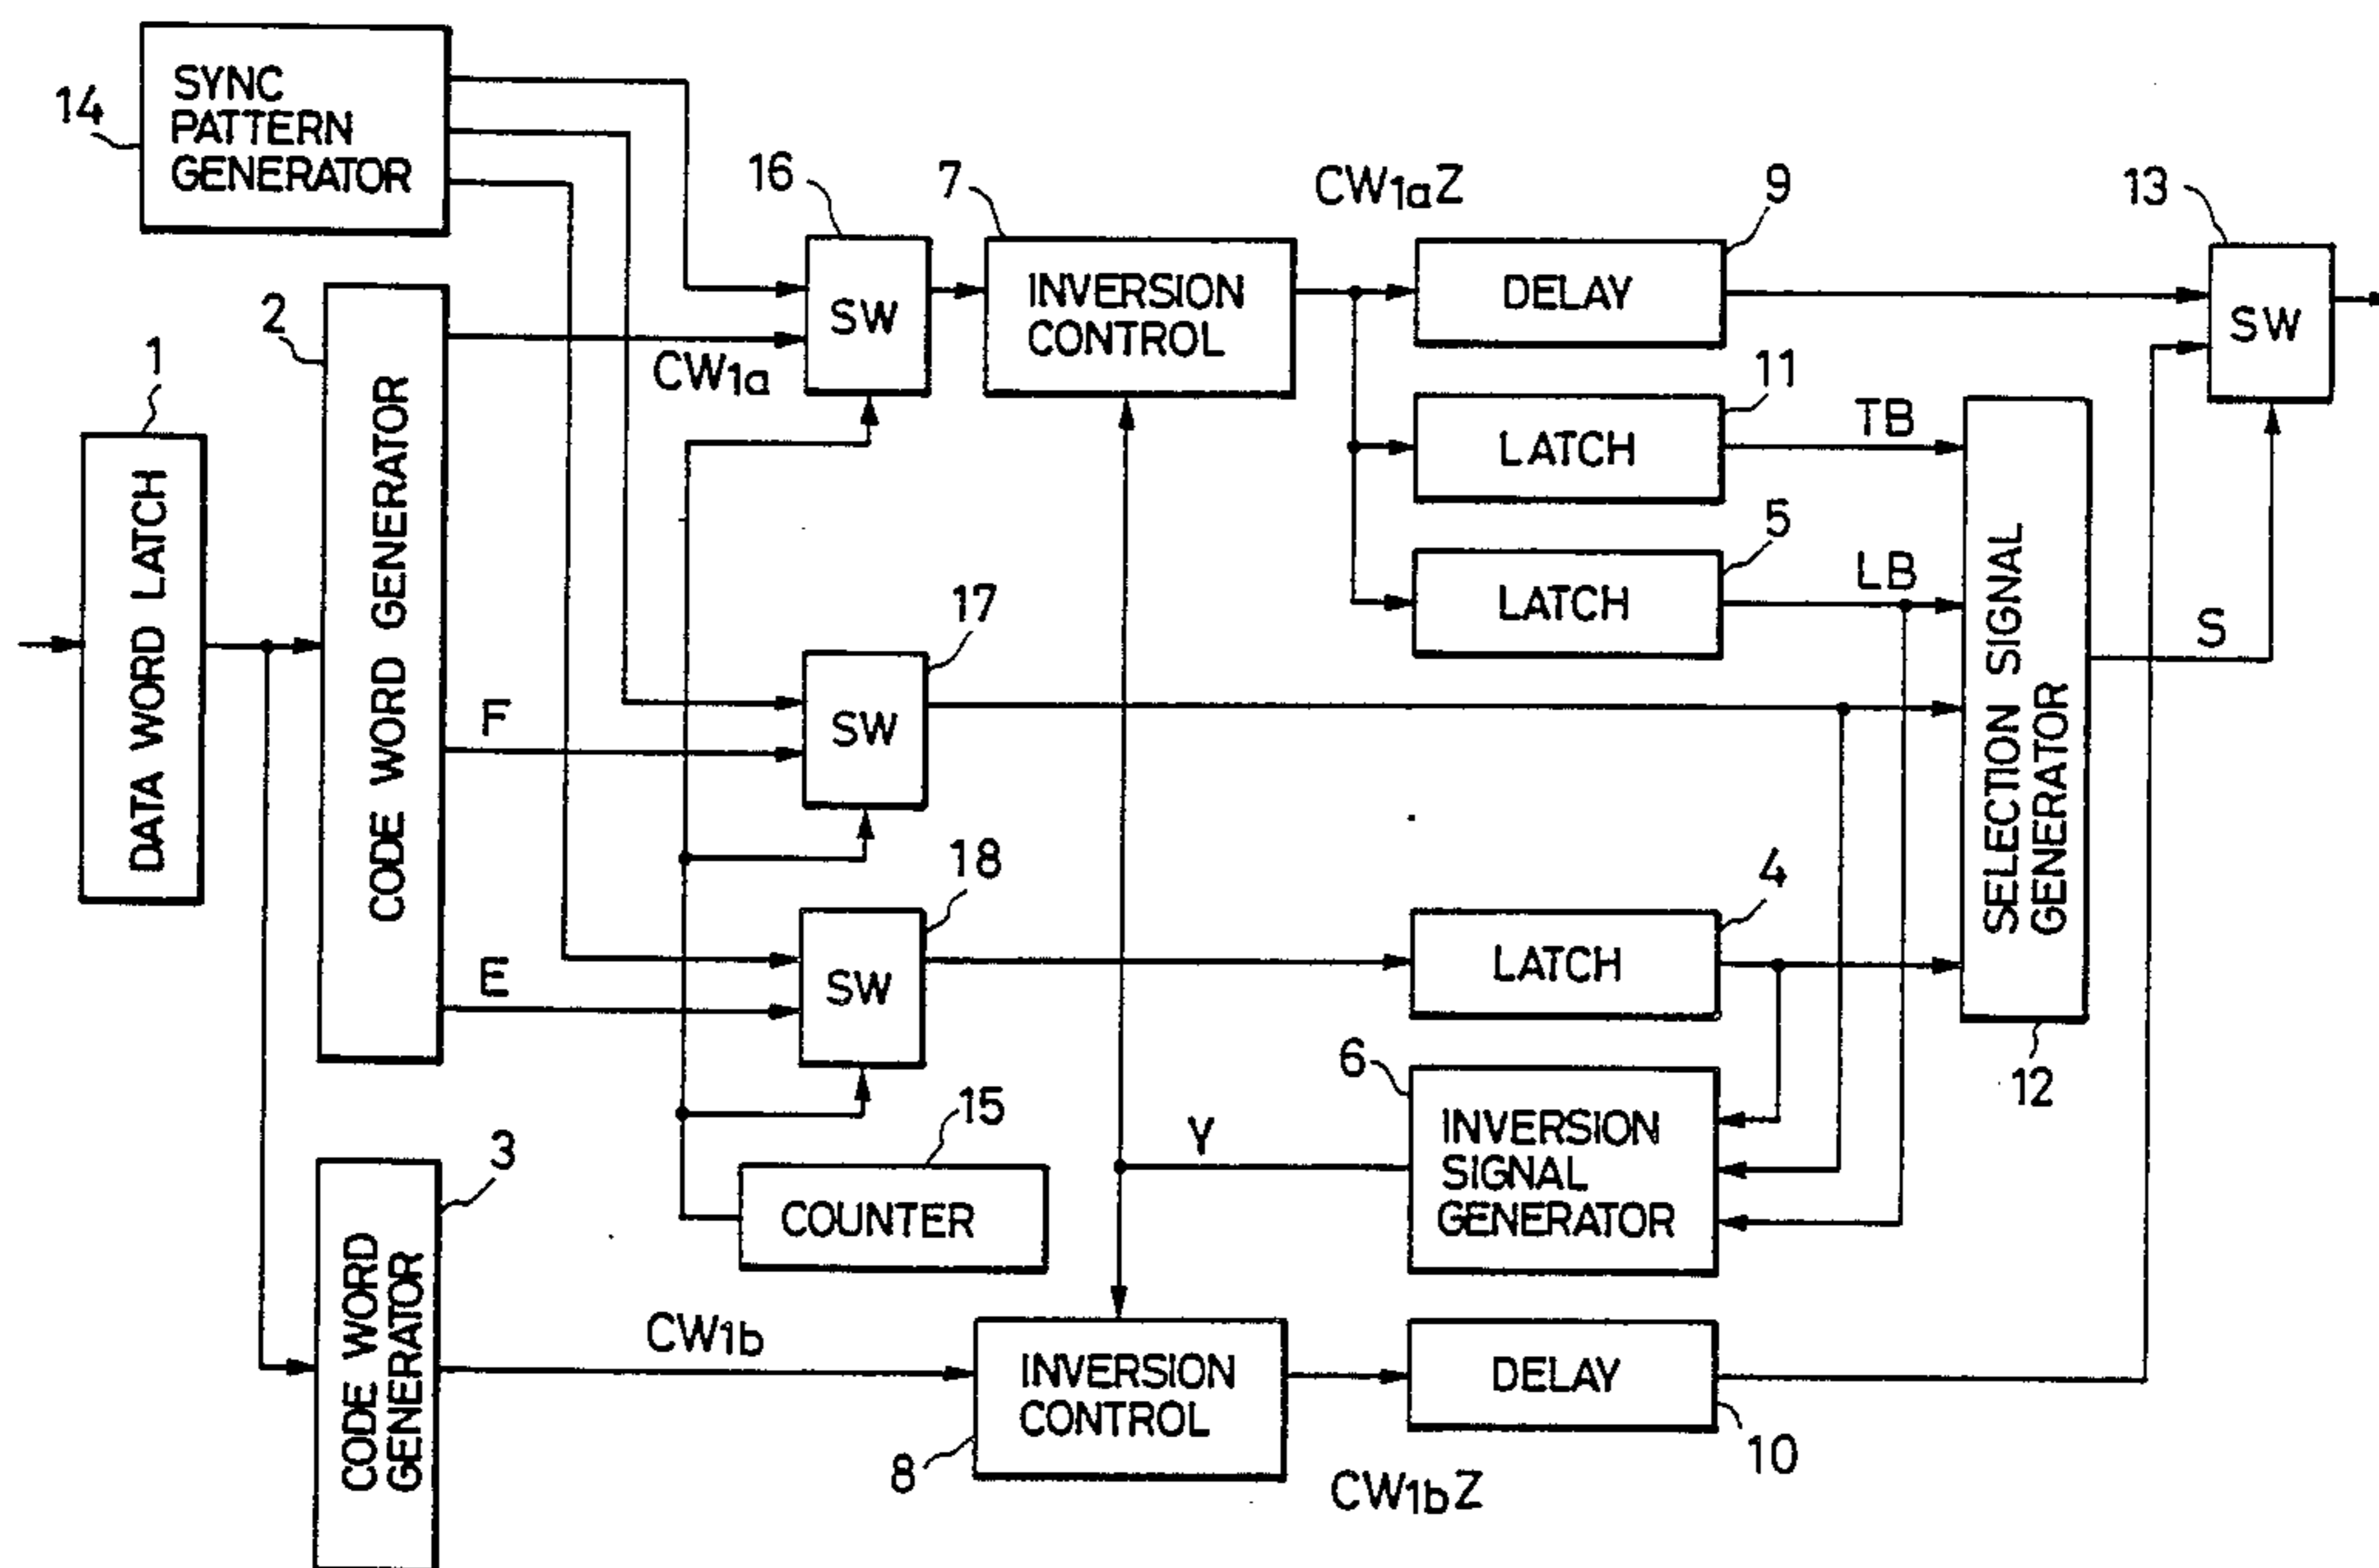 14
SYNC
PATTERN
GENERATOR
16
7
CW1aZ
9
13
2
1
SW
INVERSION
CONTROL
DELAY
SW
CW1a
11
TB
LATCH
DATA WORD LATCH
CODE WORD GENERATOR
5
LB
LATCH
17
F
SW
S
SELECTION SIGNAL
GENERATOR
18
4
E
SW
LATCH
12
6
INVERSION
SIGNAL
GENERATOR
15
COUNTER
Y
3
CODE WORD
GENERATOR
CW1b
INVERSION
CONTROL
8
DELAY
10
CW1bZ